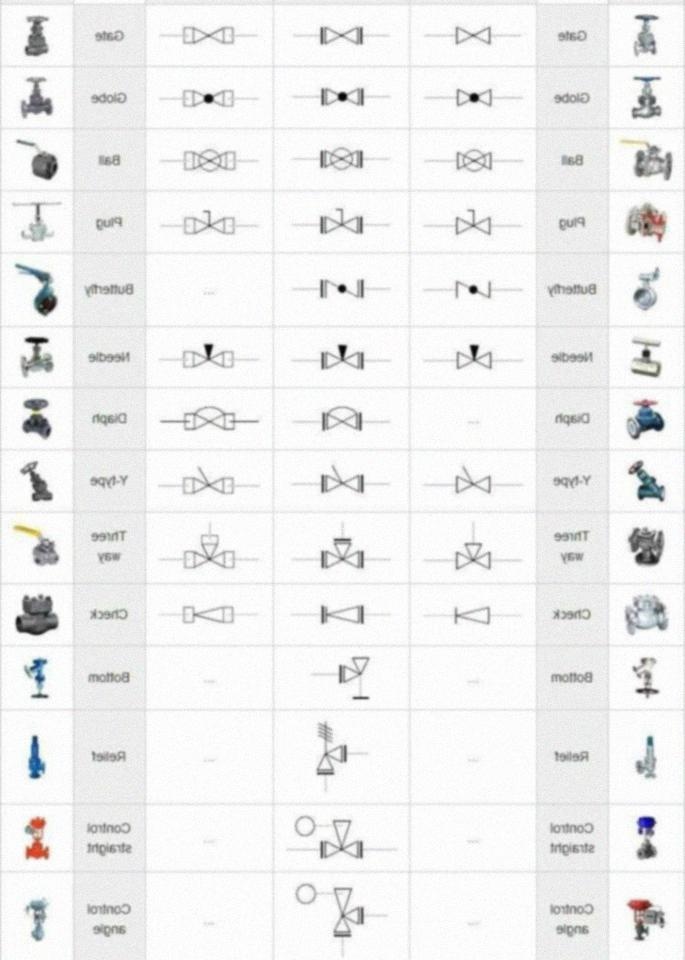 Gate Gate
Globe Globe
Ball Ball
Plug Plug
Butterfly ... Butterfly
Needle Needle
Diaph ... Diaph
Y-type Y-type
Three way Three way
Check Check
Bottom ... ... Bottom
Relief ... ... Relief
Control straight ... ... Control straight
Control angle ... ... Control angle